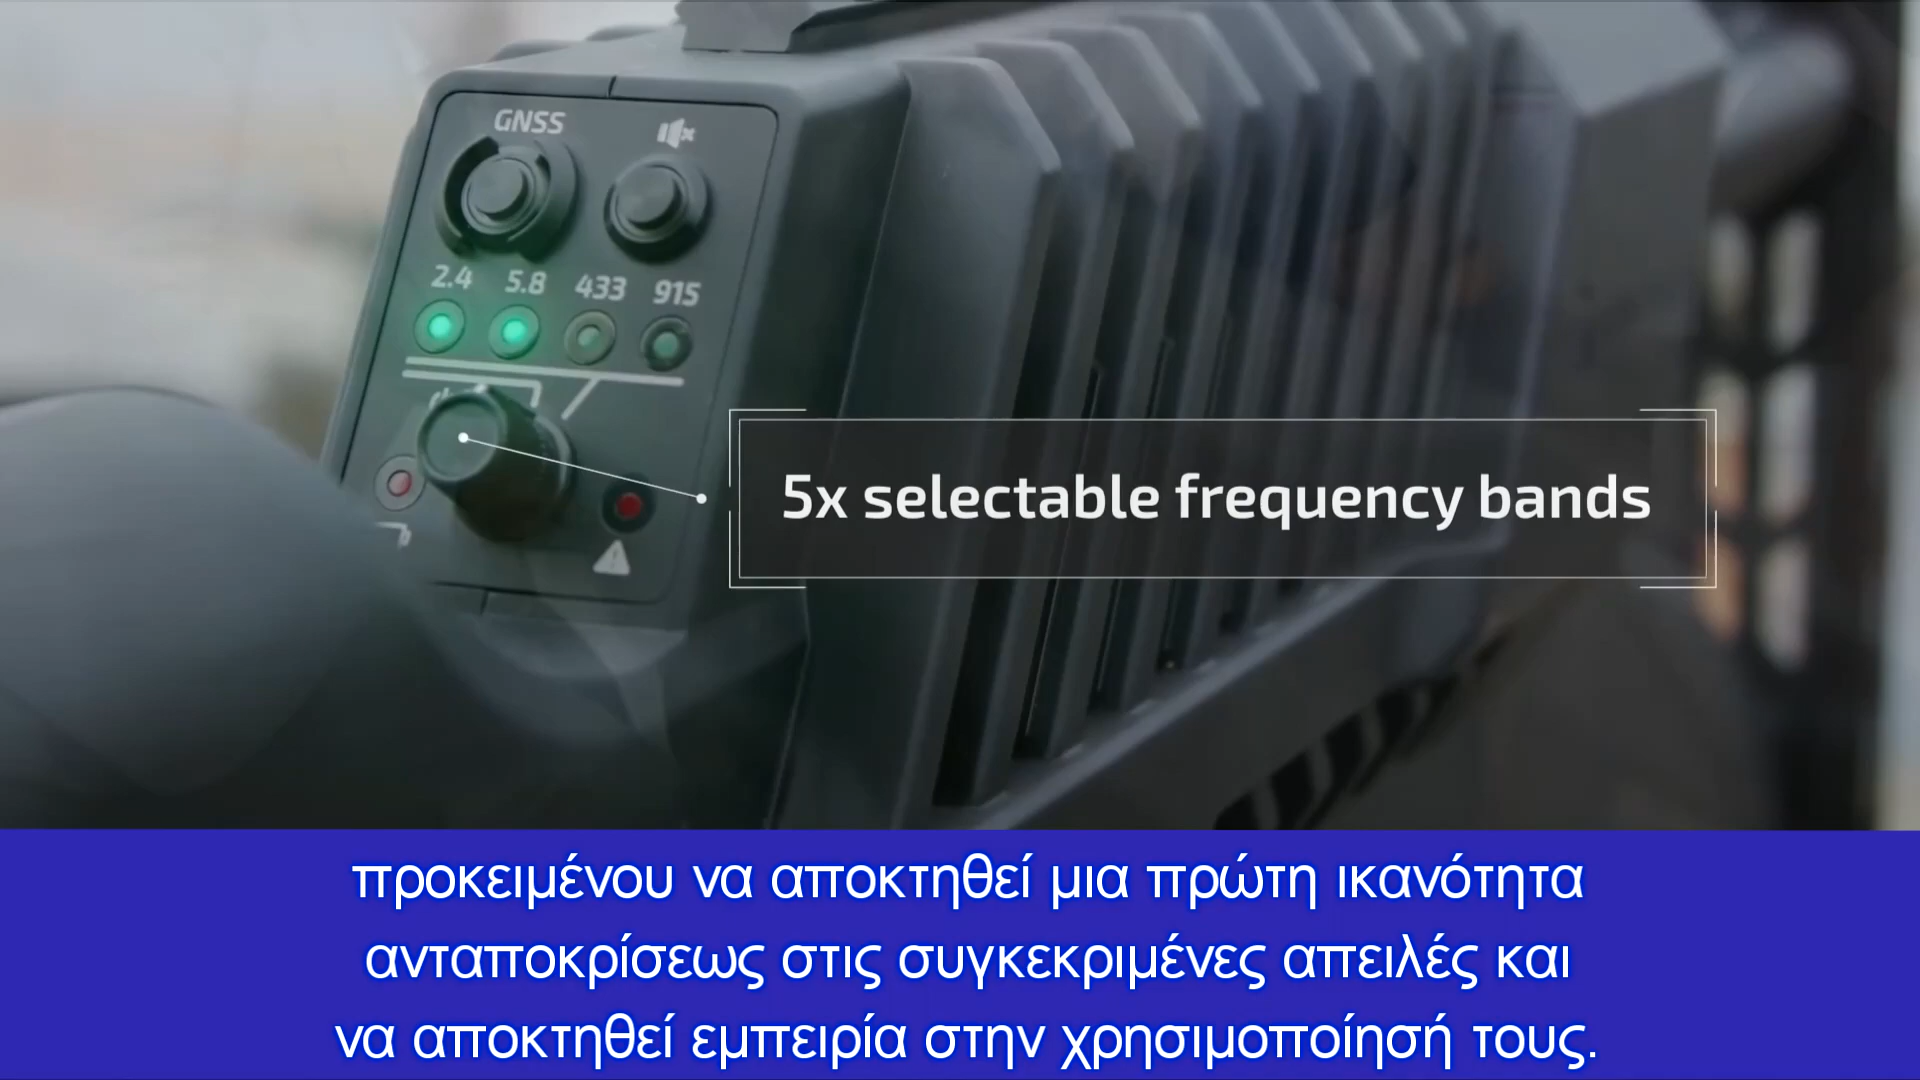 GNSS
2.4 5.8 433 915
5x selectable frequency bands
προκειμένου να αποκτηθεί μια πρώτη ικανότητα
ανταποκρίσεως στις συγκεκριμένες απειλές και
να αποκτηθεί εμπειρία στην χρησιμοποίησή τους.